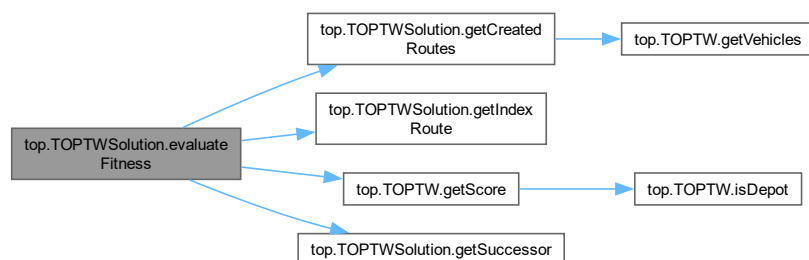 top.TOPTWSolution.evaluate
Fitness
top.TOPTWSolution.getCreated
Routes
top.TOPTW.getVehicles
top.TOPTWSolution.getIndex
Route
top.TOPTW.getScore
top.TOPTW.isDepot
top.TOPTWSolution.getSuccessor